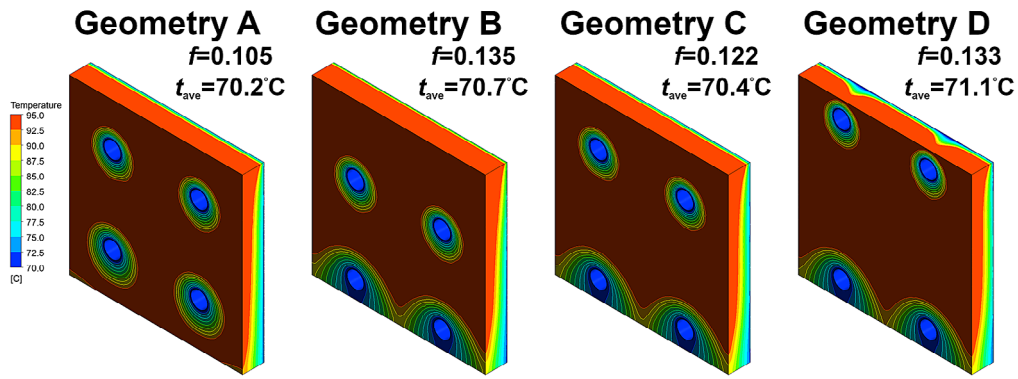 Geometry A
f=0.105
tave=70.2°C
Geometry B
f=0.135
tave=70.7°C
Geometry C
f=0.122
tave=70.4°C
Geometry D
f=0.133
tave=71.1°C
Temperature
95.0
92.5
90.0
87.5
85.0
82.5
80.0
77.5
75.0
72.5
70.0
[C]